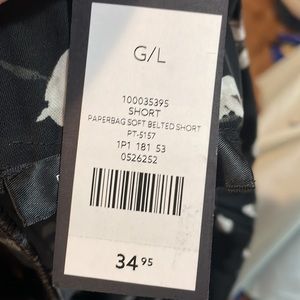 G/L
100035395
SHORT
PAPERBAG SOFT BELTED SHORT
PT-5157
1P1 181 53
0526252
34 95